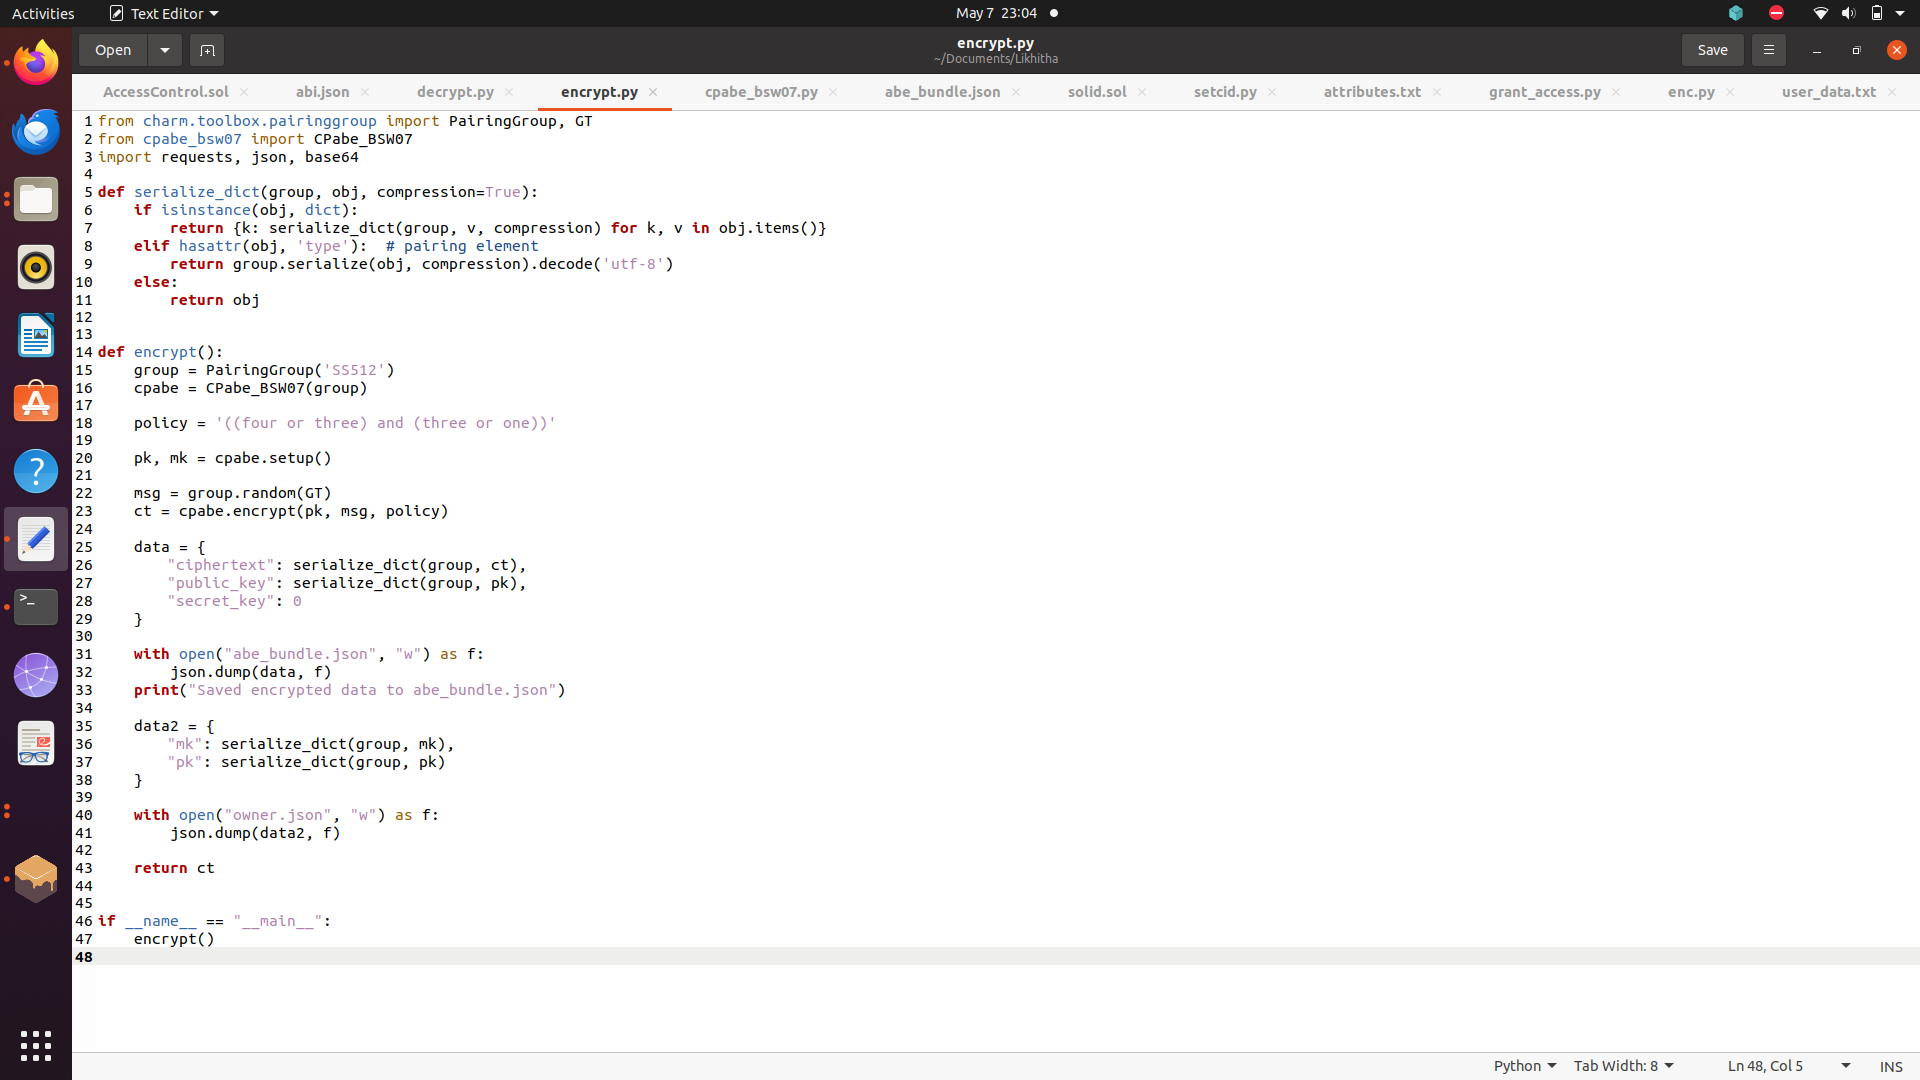 Activities Text Editor May 7 23:04
Open encrypt.py Save
~/Documents/Likhitha
AccessControl.sol abi.json decrypt.py encrypt.py cpabe_bsw07.py abe_bundle.json solid.sol setcid.py attributes.txt grant_access.py enc.py user_data.txt
1 from charm.toolbox.pairinggroup import PairingGroup, GT
2 from cpabe_bsw07 import CPabe_BSW07
3 import requests, json, base64
4
5 def serialize_dict(group, obj, compression=True):
6     if isinstance(obj, dict):
7         return {k: serialize_dict(group, v, compression) for k, v in obj.items()}
8     elif hasattr(obj, 'type'):  # pairing element
9         return group.serialize(obj, compression).decode('utf-8')
10     else:
11         return obj
12
13
14 def encrypt():
15     group = PairingGroup('SS512')
16     cpabe = CPabe_BSW07(group)
17
18     policy = '((four or three) and (three or one))'
19
20     pk, mk = cpabe.setup()
21
22     msg = group.random(GT)
23     ct = cpabe.encrypt(pk, msg, policy)
24
25     data = {
26         "ciphertext": serialize_dict(group, ct),
27         "public_key": serialize_dict(group, pk),
28         "secret_key": 0
29     }
30
31     with open("abe_bundle.json", "w") as f:
32         json.dump(data, f)
33     print("Saved encrypted data to abe_bundle.json")
34
35     data2 = {
36         "mk": serialize_dict(group, mk),
37         "pk": serialize_dict(group, pk)
38     }
39
40     with open("owner.json", "w") as f:
41         json.dump(data2, f)
42
43     return ct
44
45
46 if __name__ == "__main__":
47     encrypt()
48
Python Tab Width: 8 Ln 48, Col 5 INS